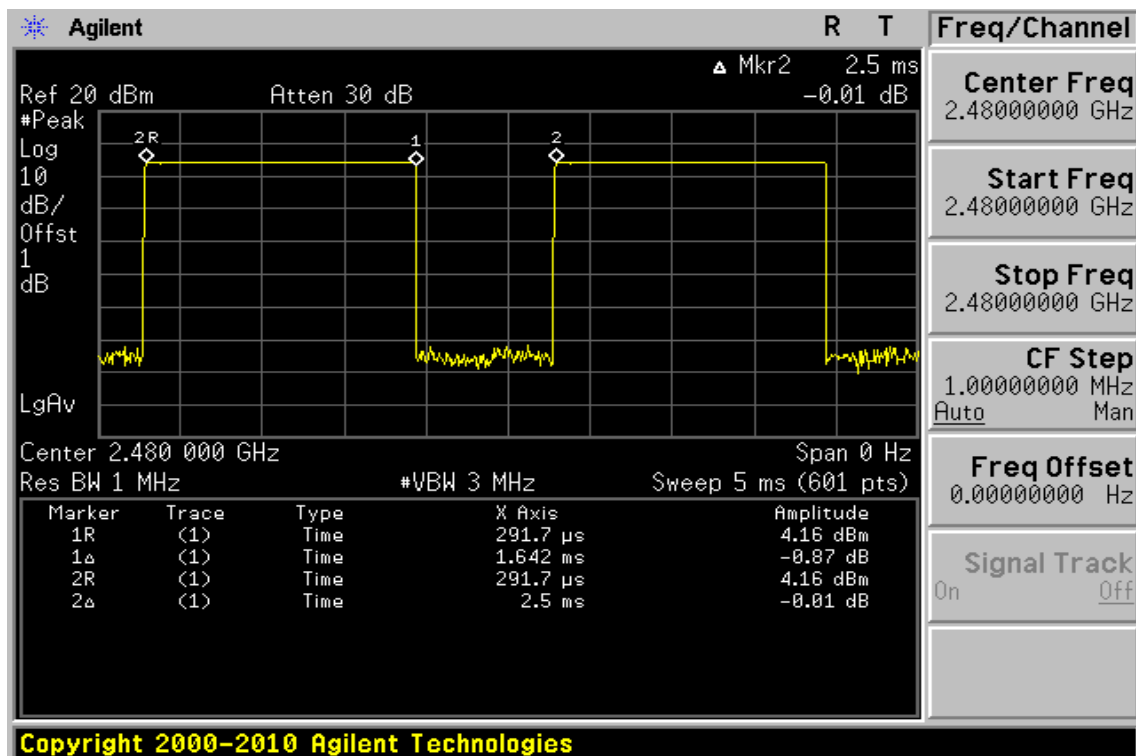 Agilent R T
▵ Mkr2 2.5 ms
Ref 20 dBm Atten 30 dB -0.01 dB
#Peak
Log
10
dB/
Offst
1
dB
LgAv
2R
1
2
Center 2.480 000 GHz Span 0 Hz
Res BW 1 MHz #VBW 3 MHz Sweep 5 ms (601 pts)
Marker Trace Type X Axis Amplitude
1R (1) Time 291.7 µs 4.16 dBm
1▵ (1) Time 1.642 ms -0.87 dB
2R (1) Time 291.7 µs 4.16 dBm
2▵ (1) Time 2.5 ms -0.01 dB
Freq/Channel
Center Freq
2.48000000 GHz
Start Freq
2.48000000 GHz
Stop Freq
2.48000000 GHz
CF Step
1.00000000 MHz
Auto Man
Freq Offset
0.00000000 Hz
Signal Track
On Off
Copyright 2000-2010 Agilent Technologies